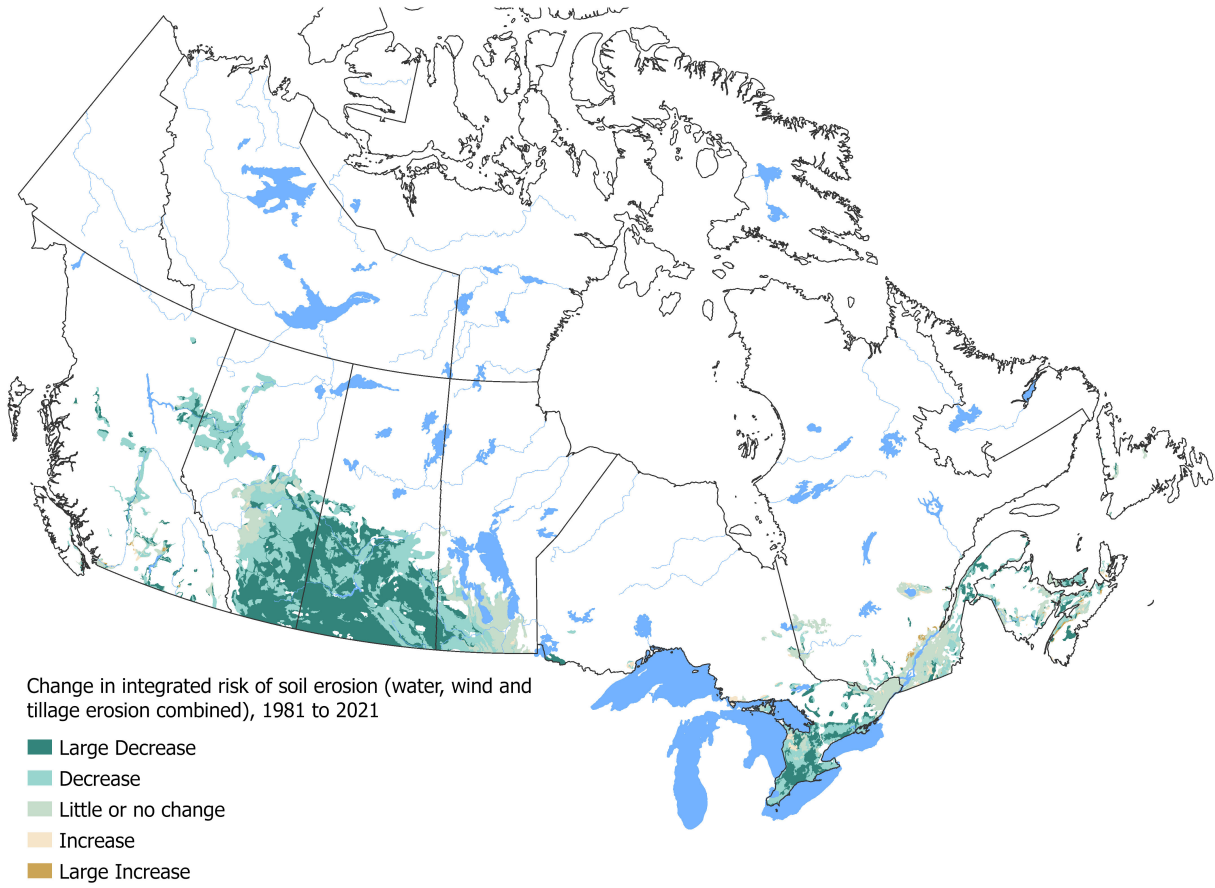 Change in integrated risk of soil erosion (water, wind and
tillage erosion combined), 1981 to 2021
Large Decrease
Decrease
Little or no change
Increase
Large Increase